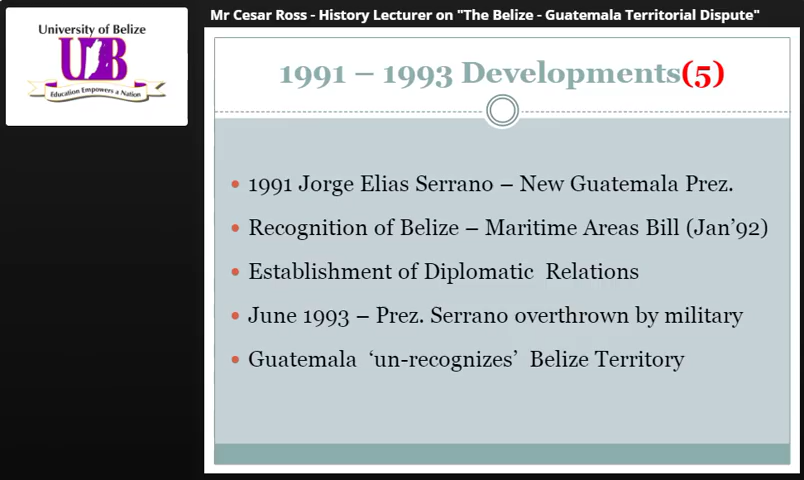 Mr Cesar Ross - History Lecturer on "The Belize - Guatemala Territorial Dispute"
University of Belize
UB
Education Empowers a Nation
1991 – 1993 Developments(5)
1991 Jorge Elias Serrano – New Guatemala Prez.
Recognition of Belize – Maritime Areas Bill (Jan’92)
Establishment of Diplomatic Relations
June 1993 – Prez. Serrano overthrown by military
Guatemala ‘un-recognizes’ Belize Territory